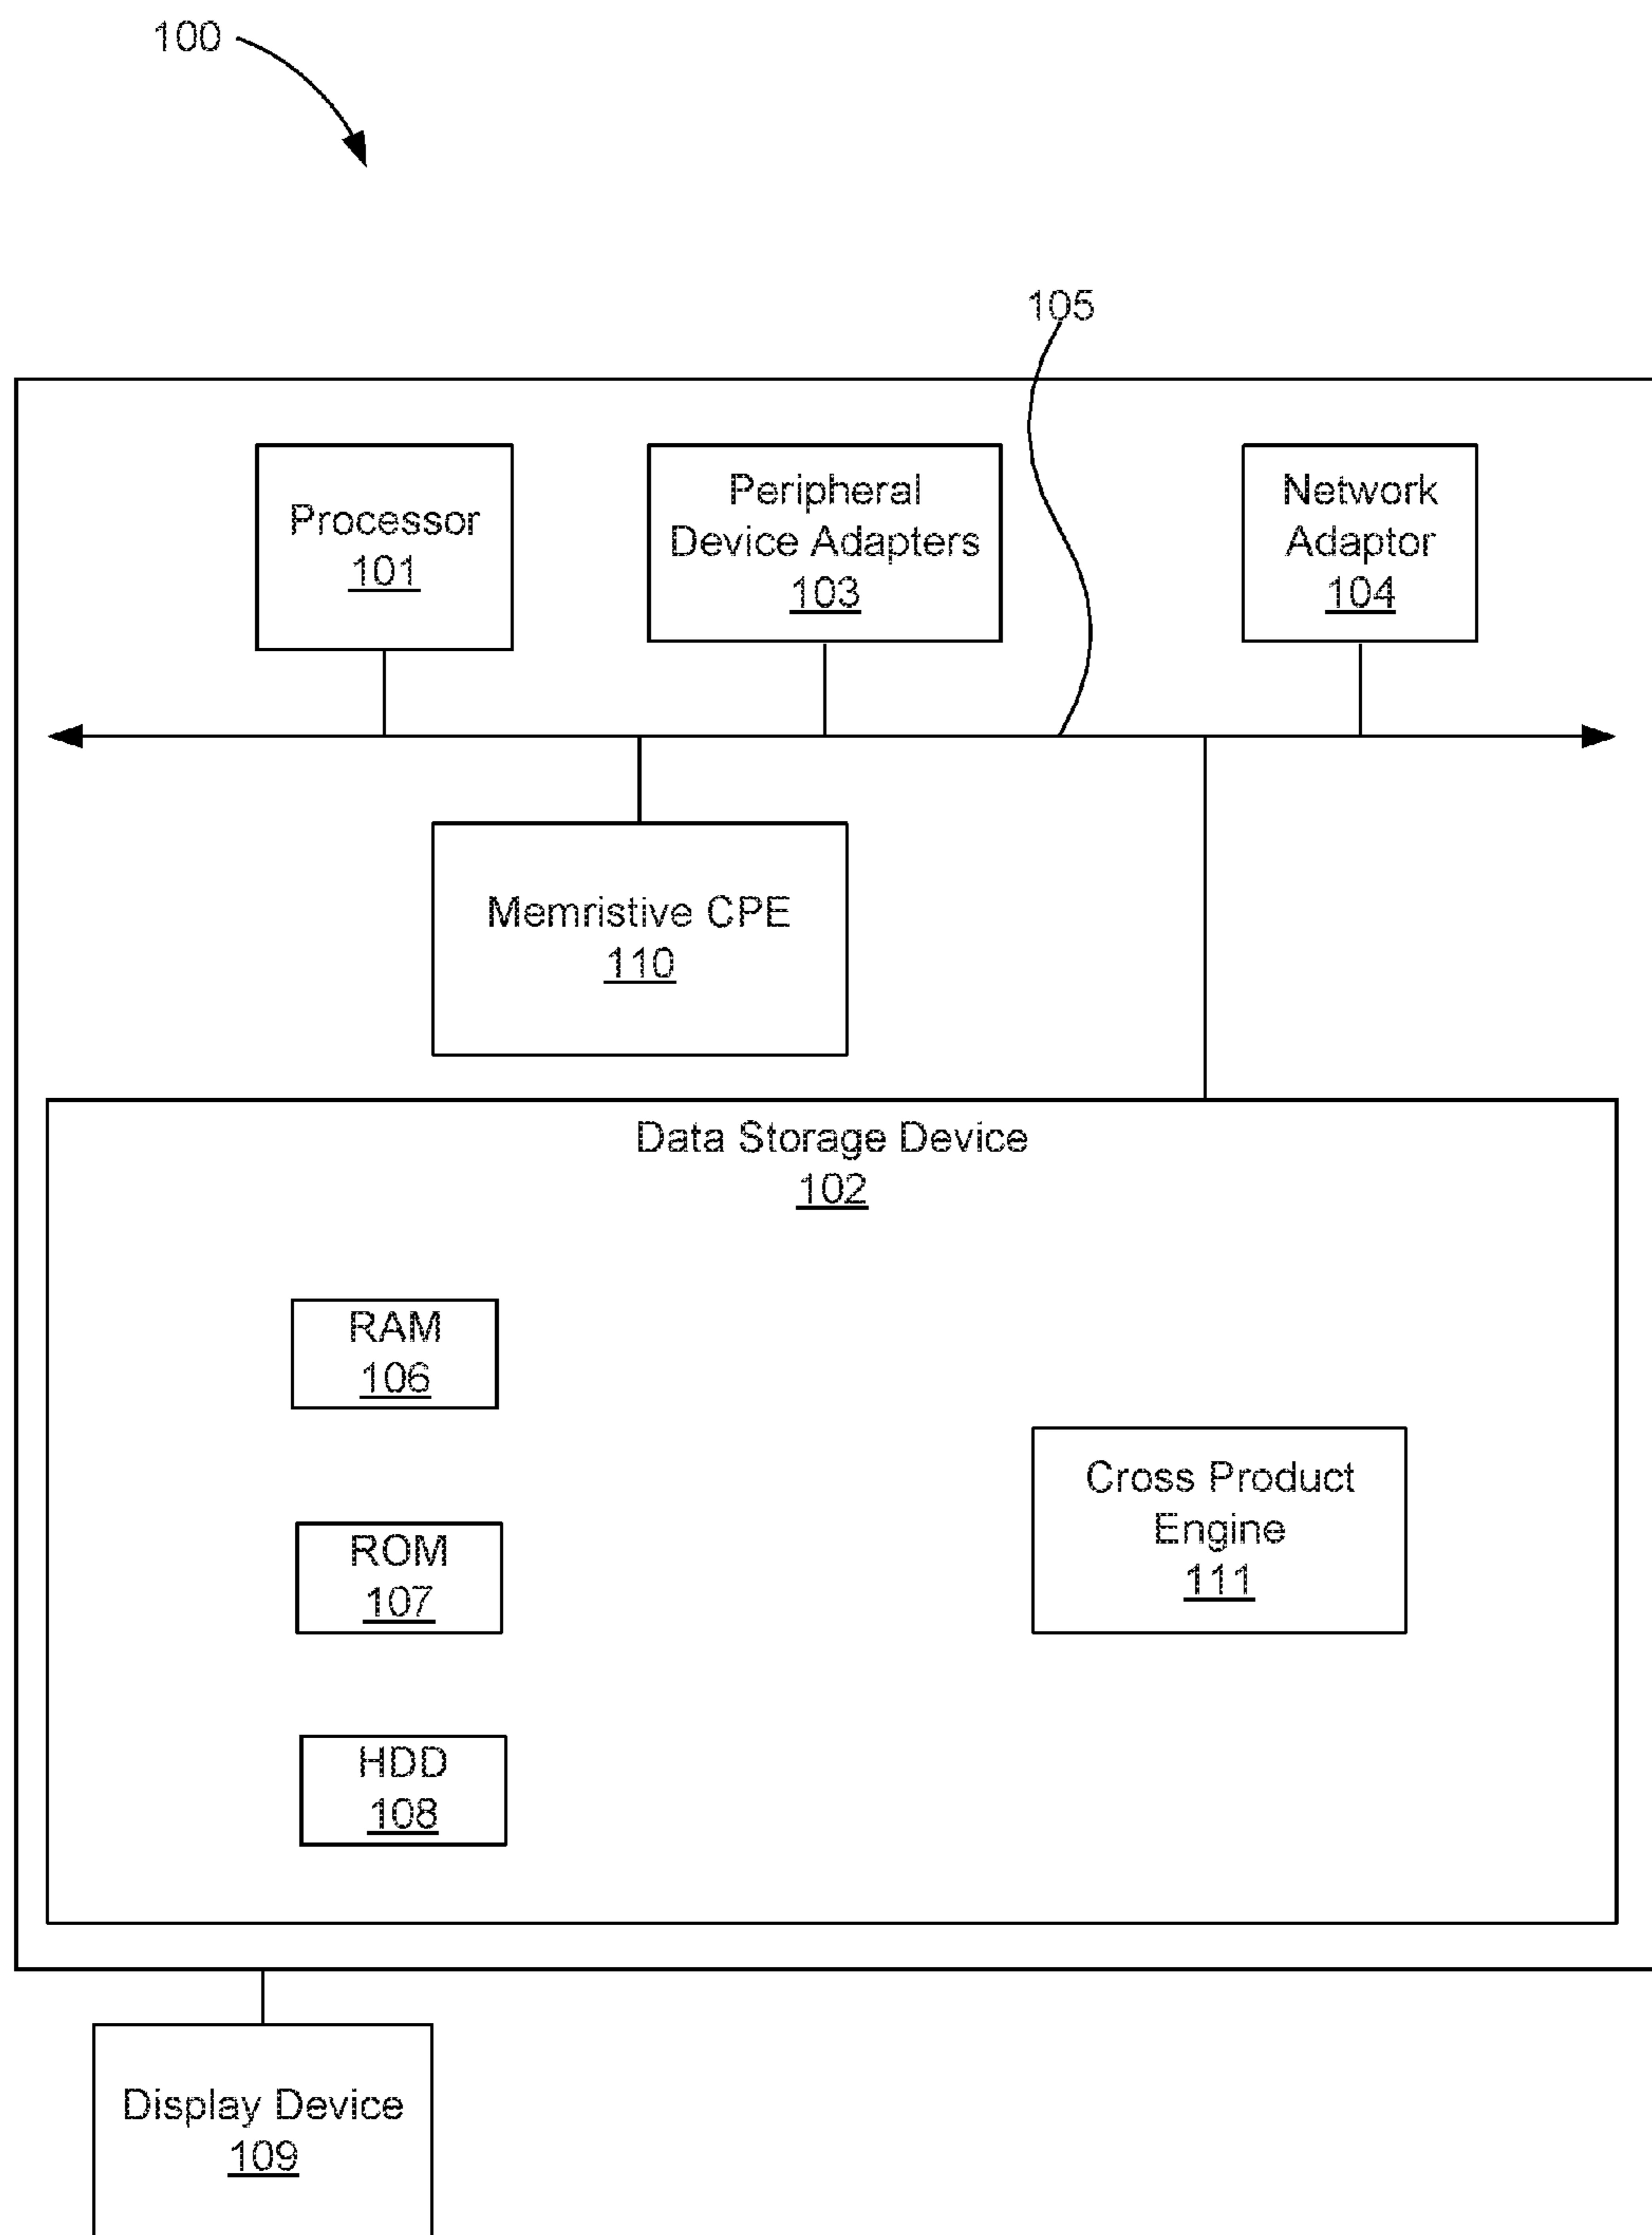 100
105
Processor
101
Peripheral
Device Adapters
103
Network
Adaptor
104
Memristive CPE
110
Data Storage Device
102
RAM
106
Cross Product
Engine
111
ROM
107
HDD
108
Display Device
109